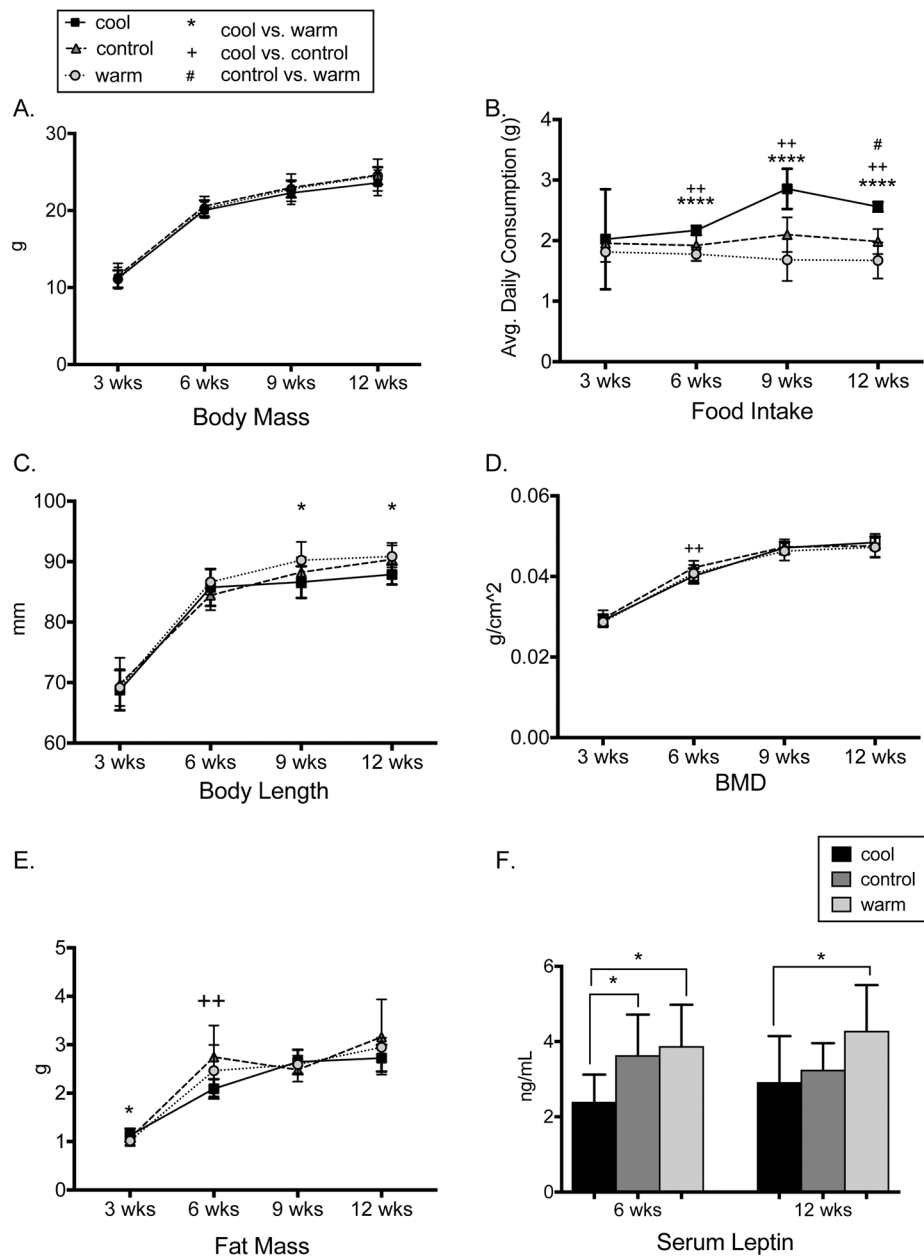 cool * cool vs. warm
control + cool vs. control
warm # control vs. warm
A.
30
20
10
0
g
3 wks 6 wks 9 wks 12 wks
Body Mass
B.
4
3
2
1
0
Avg. Daily Consumption (g)
++
****
++
****
#
++
****
3 wks 6 wks 9 wks 12 wks
Food Intake
C.
100
90
80
70
60
mm
* *
3 wks 6 wks 9 wks 12 wks
Body Length
D.
0.06
0.04
0.02
0.00
g/cm^2
++
3 wks 6 wks 9 wks 12 wks
BMD
E.
5
4
3
2
1
0
g
*
++
3 wks 6 wks 9 wks 12 wks
Fat Mass
F.
cool
control
warm
6
4
2
0
ng/mL
*
*
*
6 wks 12 wks
Serum Leptin